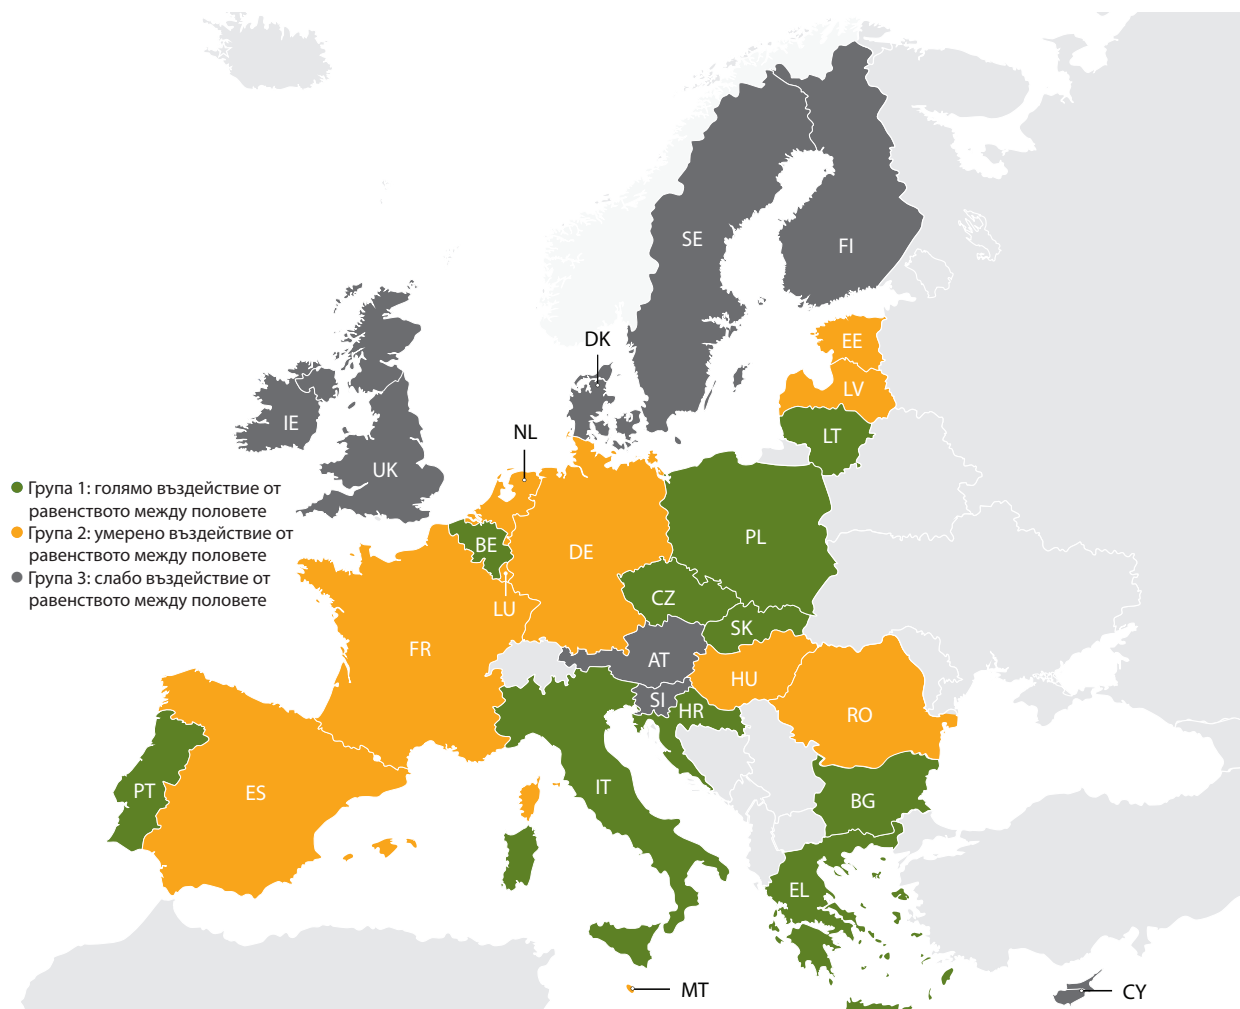 SE
FI
DK
EE
LV
IE
LT
NL
UK
Група 1: голямо въздействие от
равенството между половете
Група 2: умерено въздействие от
равенството между половете
Група 3: слабо въздействие от
равенството между половете
PL
BE
DE
CZ
LU
SK
FR
AT
HU
SI
HR
RO
PT
ES
IT
BG
EL
MT
CY